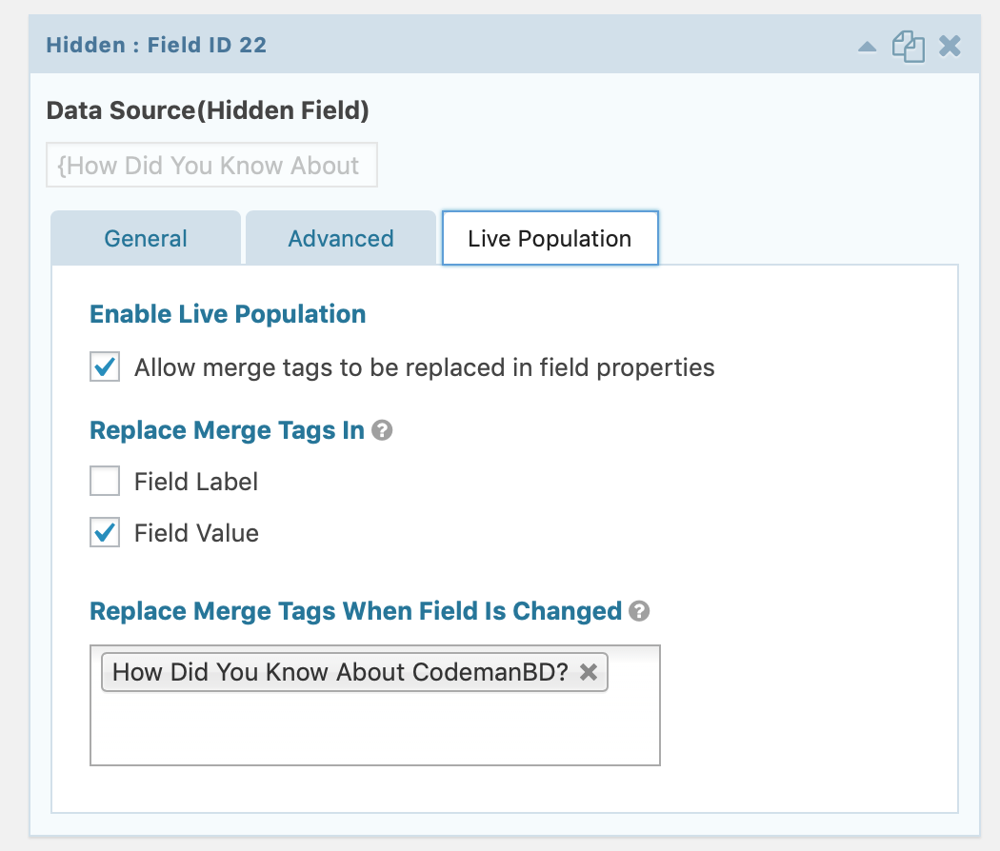 Hidden : Field ID 22
Data Source(Hidden Field)
{How Did You Know About
General
Advanced
Live Population
Enable Live Population
Allow merge tags to be replaced in field properties
Replace Merge Tags In ?
Field Label
Field Value
Replace Merge Tags When Field Is Changed ?
How Did You Know About CodemanBD?